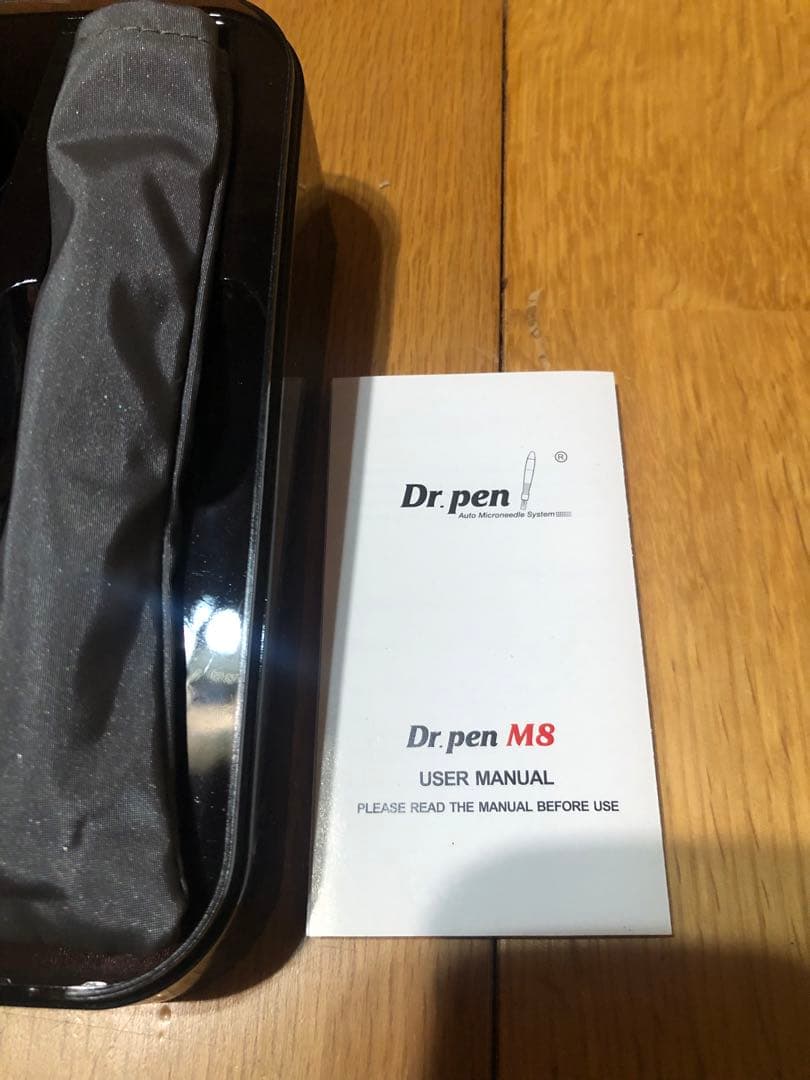 Dr. pen ®
Auto Microneedle System
Dr. pen M8
USER MANUAL
PLEASE READ THE MANUAL BEFORE USE